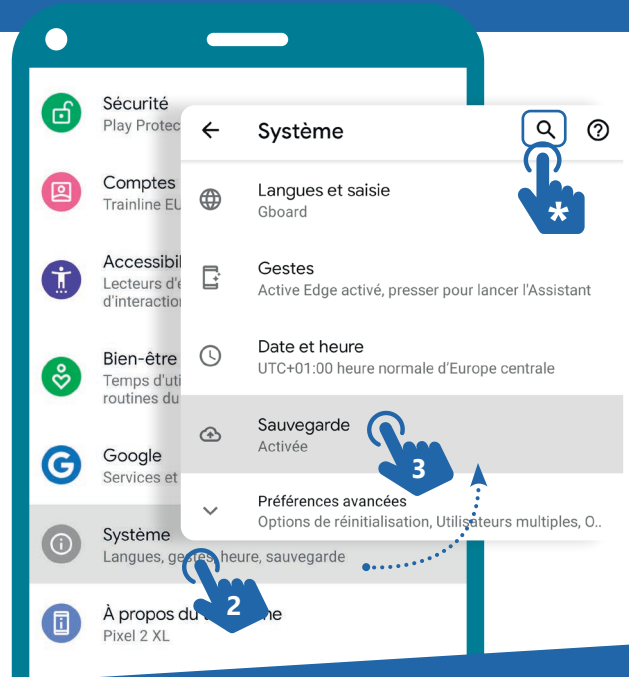 Sécurité
Play Protec
Comptes
Trainline EU
Accessibil
Lecteurs d'é
d'interaction
Bien-être
Temps d'uti
routines du
Google
Services et
Système
Langues, gestes, heure, sauvegarde
2
À propos du ne
Pixel 2 XL
Système
*
Langues et saisie
Gboard
Gestes
Active Edge activé, presser pour lancer l'Assistant
Date et heure
UTC+01:00 heure normale d'Europe centrale
Sauvegarde
Activée
3
Préférences avancées
Options de réinitialisation, Utilisateurs multiples, O..